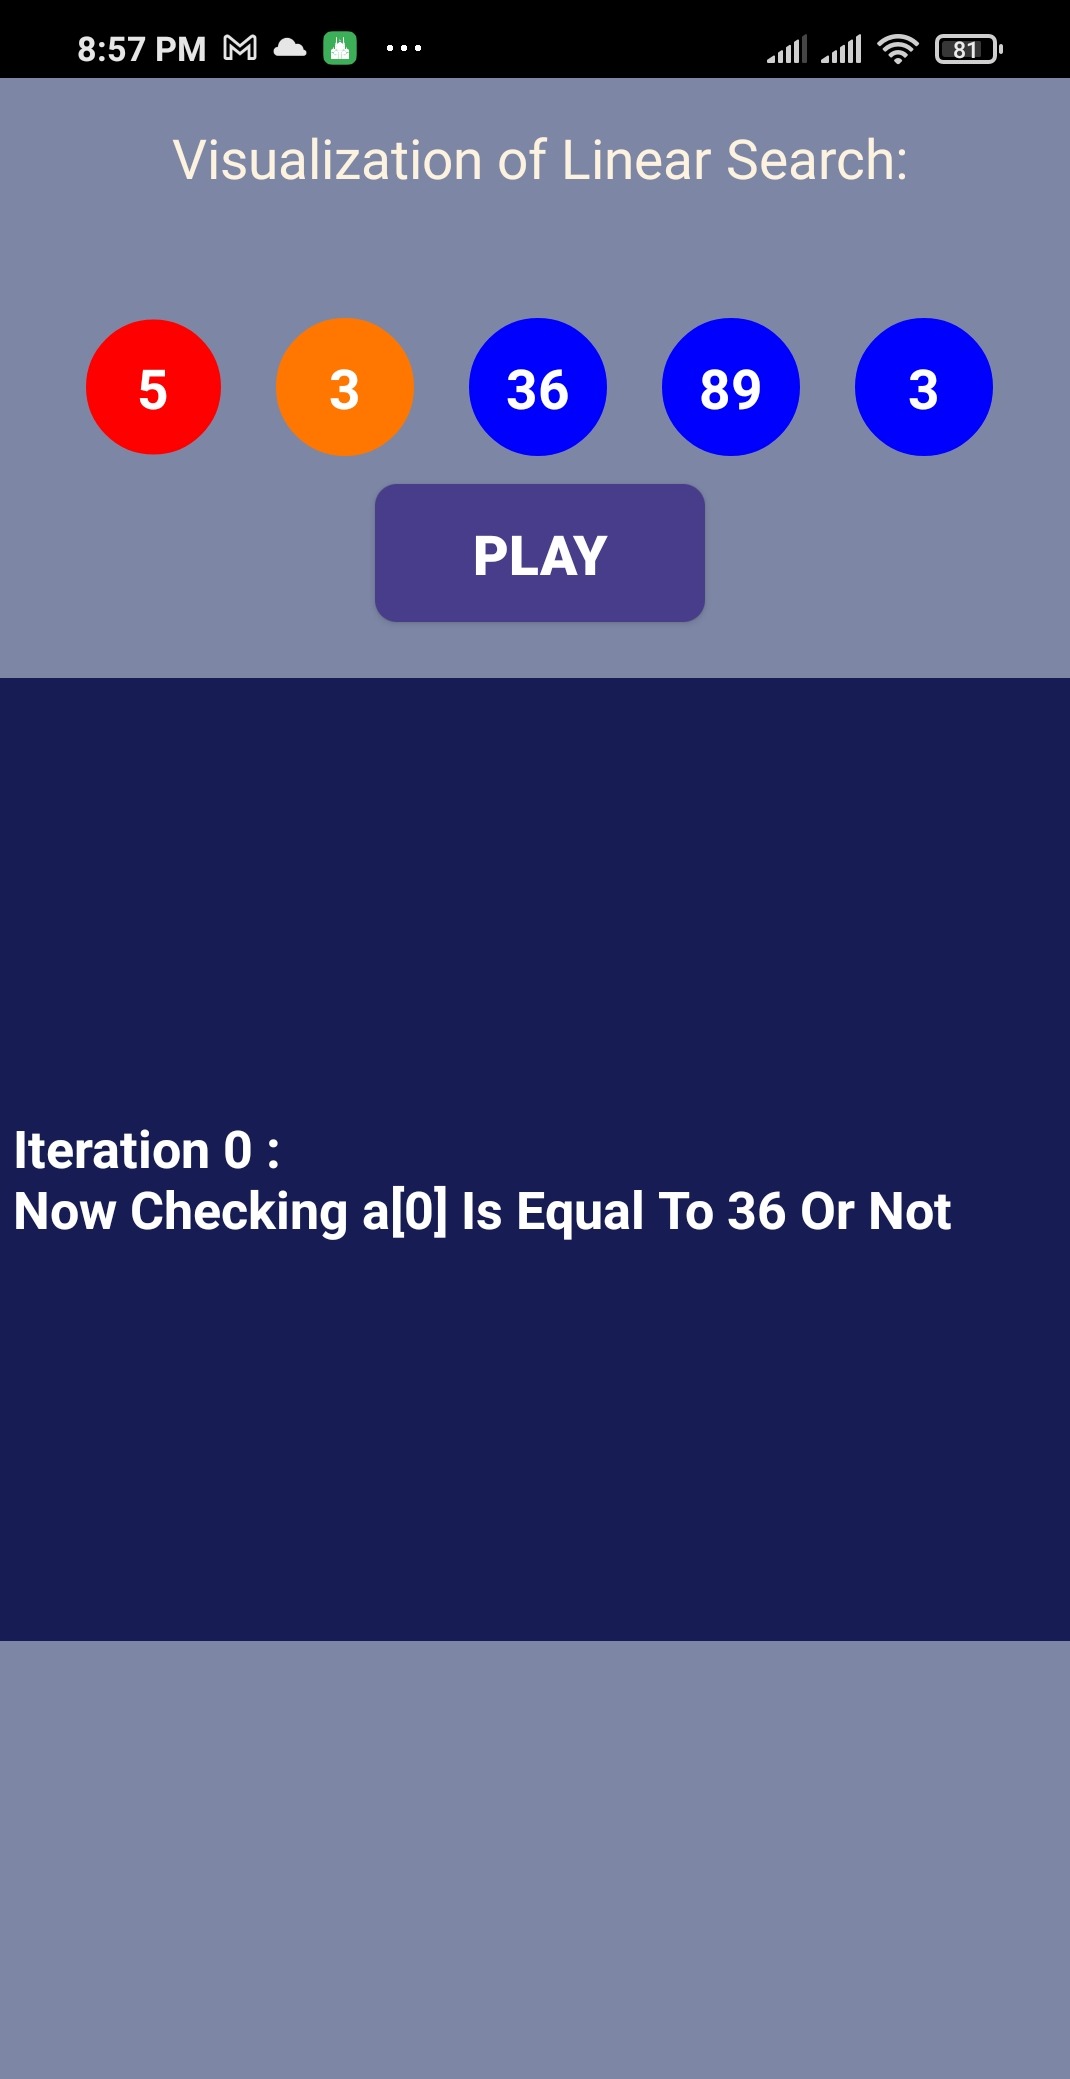 8:57 PM
81
Visualization of Linear Search:
5 3 36 89 3
PLAY
Iteration 0 :
Now Checking a[0] Is Equal To 36 Or Not